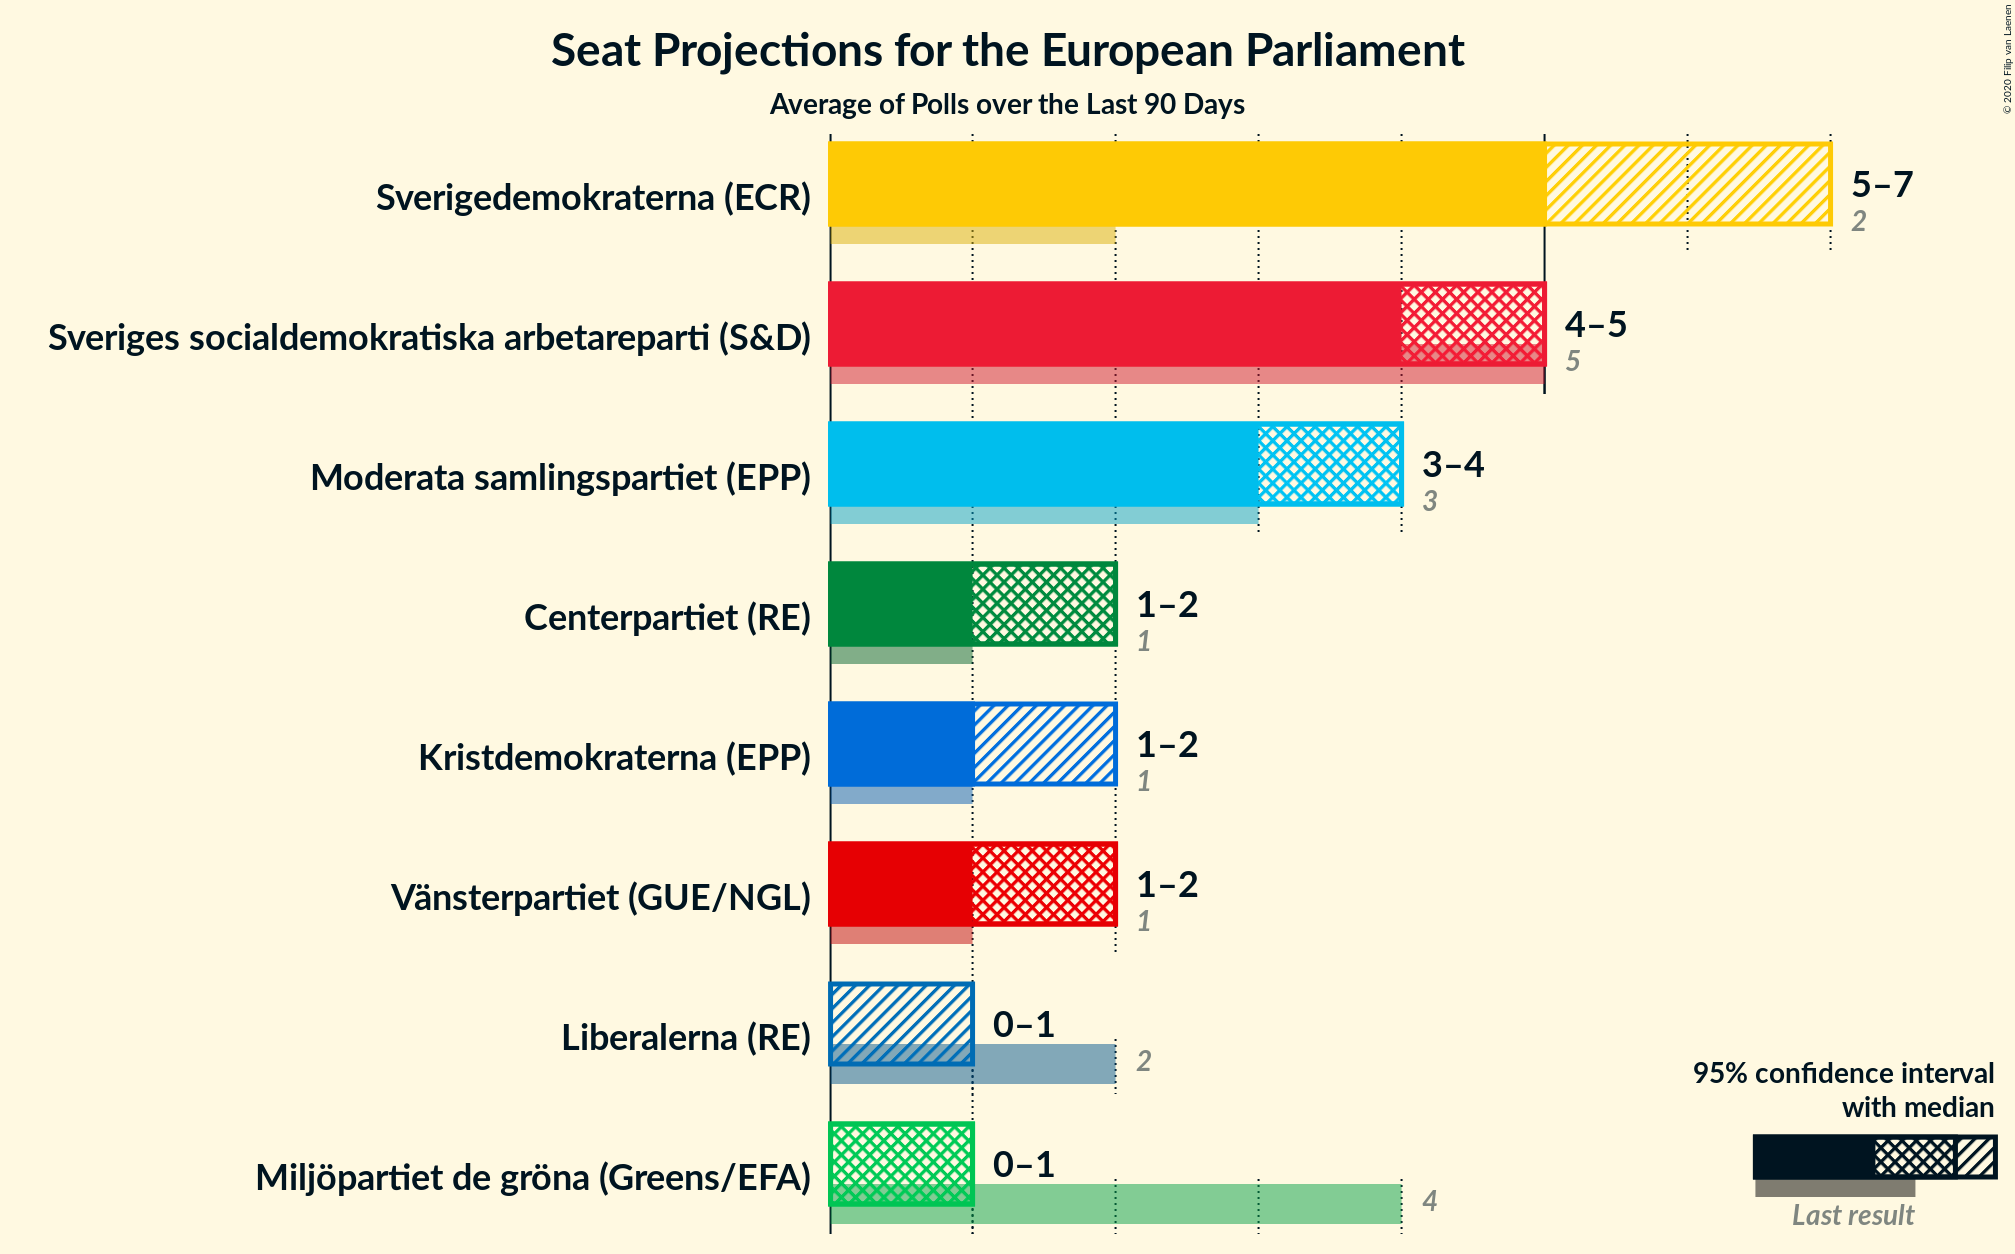 Seat Projections for the European Parliament
Average of Polls over the Last 90 Days
© 2020 Filip van Laenen
Sverigedemokraterna (ECR)
5–7
2
Sveriges socialdemokratiska arbetareparti (S&D)
4–5
5
Moderata samlingspartiet (EPP)
3–4
3
Centerpartiet (RE)
1–2
1
Kristdemokraterna (EPP)
1–2
1
Vänsterpartiet (GUE/NGL)
1–2
1
Liberalerna (RE)
0–1
2
Miljöpartiet de gröna (Greens/EFA)
0–1
4
95% confidence interval
with median
Last result